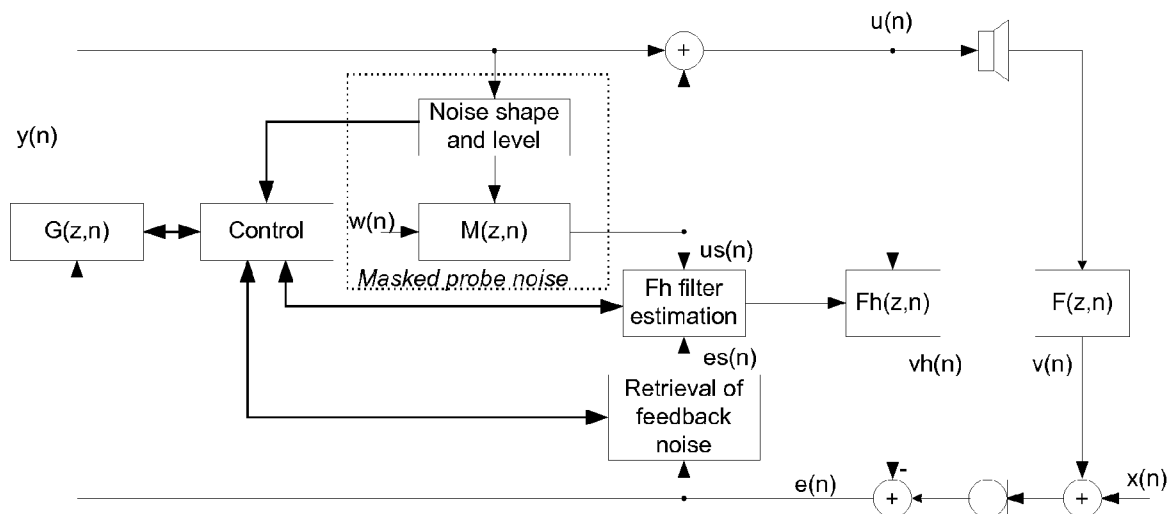 u(n)
+
Noise shape
and level
y(n)
G(z,n)
Control
w(n)
M(z,n)
us(n)
Masked probe noise
Fh filter
estimation
Fh(z,n)
F(z,n)
es(n)
vh(n)
v(n)
Retrieval of
feedback
noise
-
e(n)
+
+
x(n)